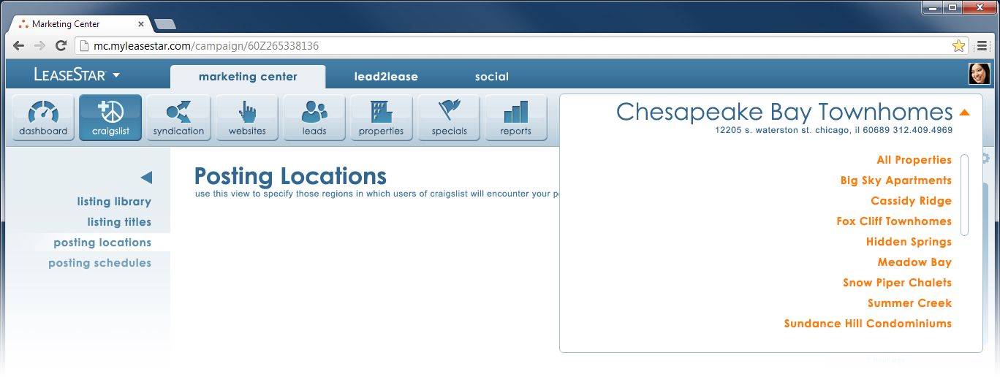 Marketing Center
mc.myleasestar.com/campaign/60Z265338136
LEASESTAR
marketing center
lead2lease
social
dashboard
craigslist
syndication
websites
leads
properties
specials
reports
Chesapeake Bay Townhomes
12205 s. waterston st. chicago, il 60689 312.409.4969
listing library
listing titles
posting locations
posting schedules
Posting Locations
use this view to specify those regions in which users of craigslist will encounter your
All Properties
Big Sky Apartments
Cassidy Ridge
Fox Cliff Townhomes
Hidden Springs
Meadow Bay
Snow Piper Chalets
Summer Creek
Sundance Hill Condominiums